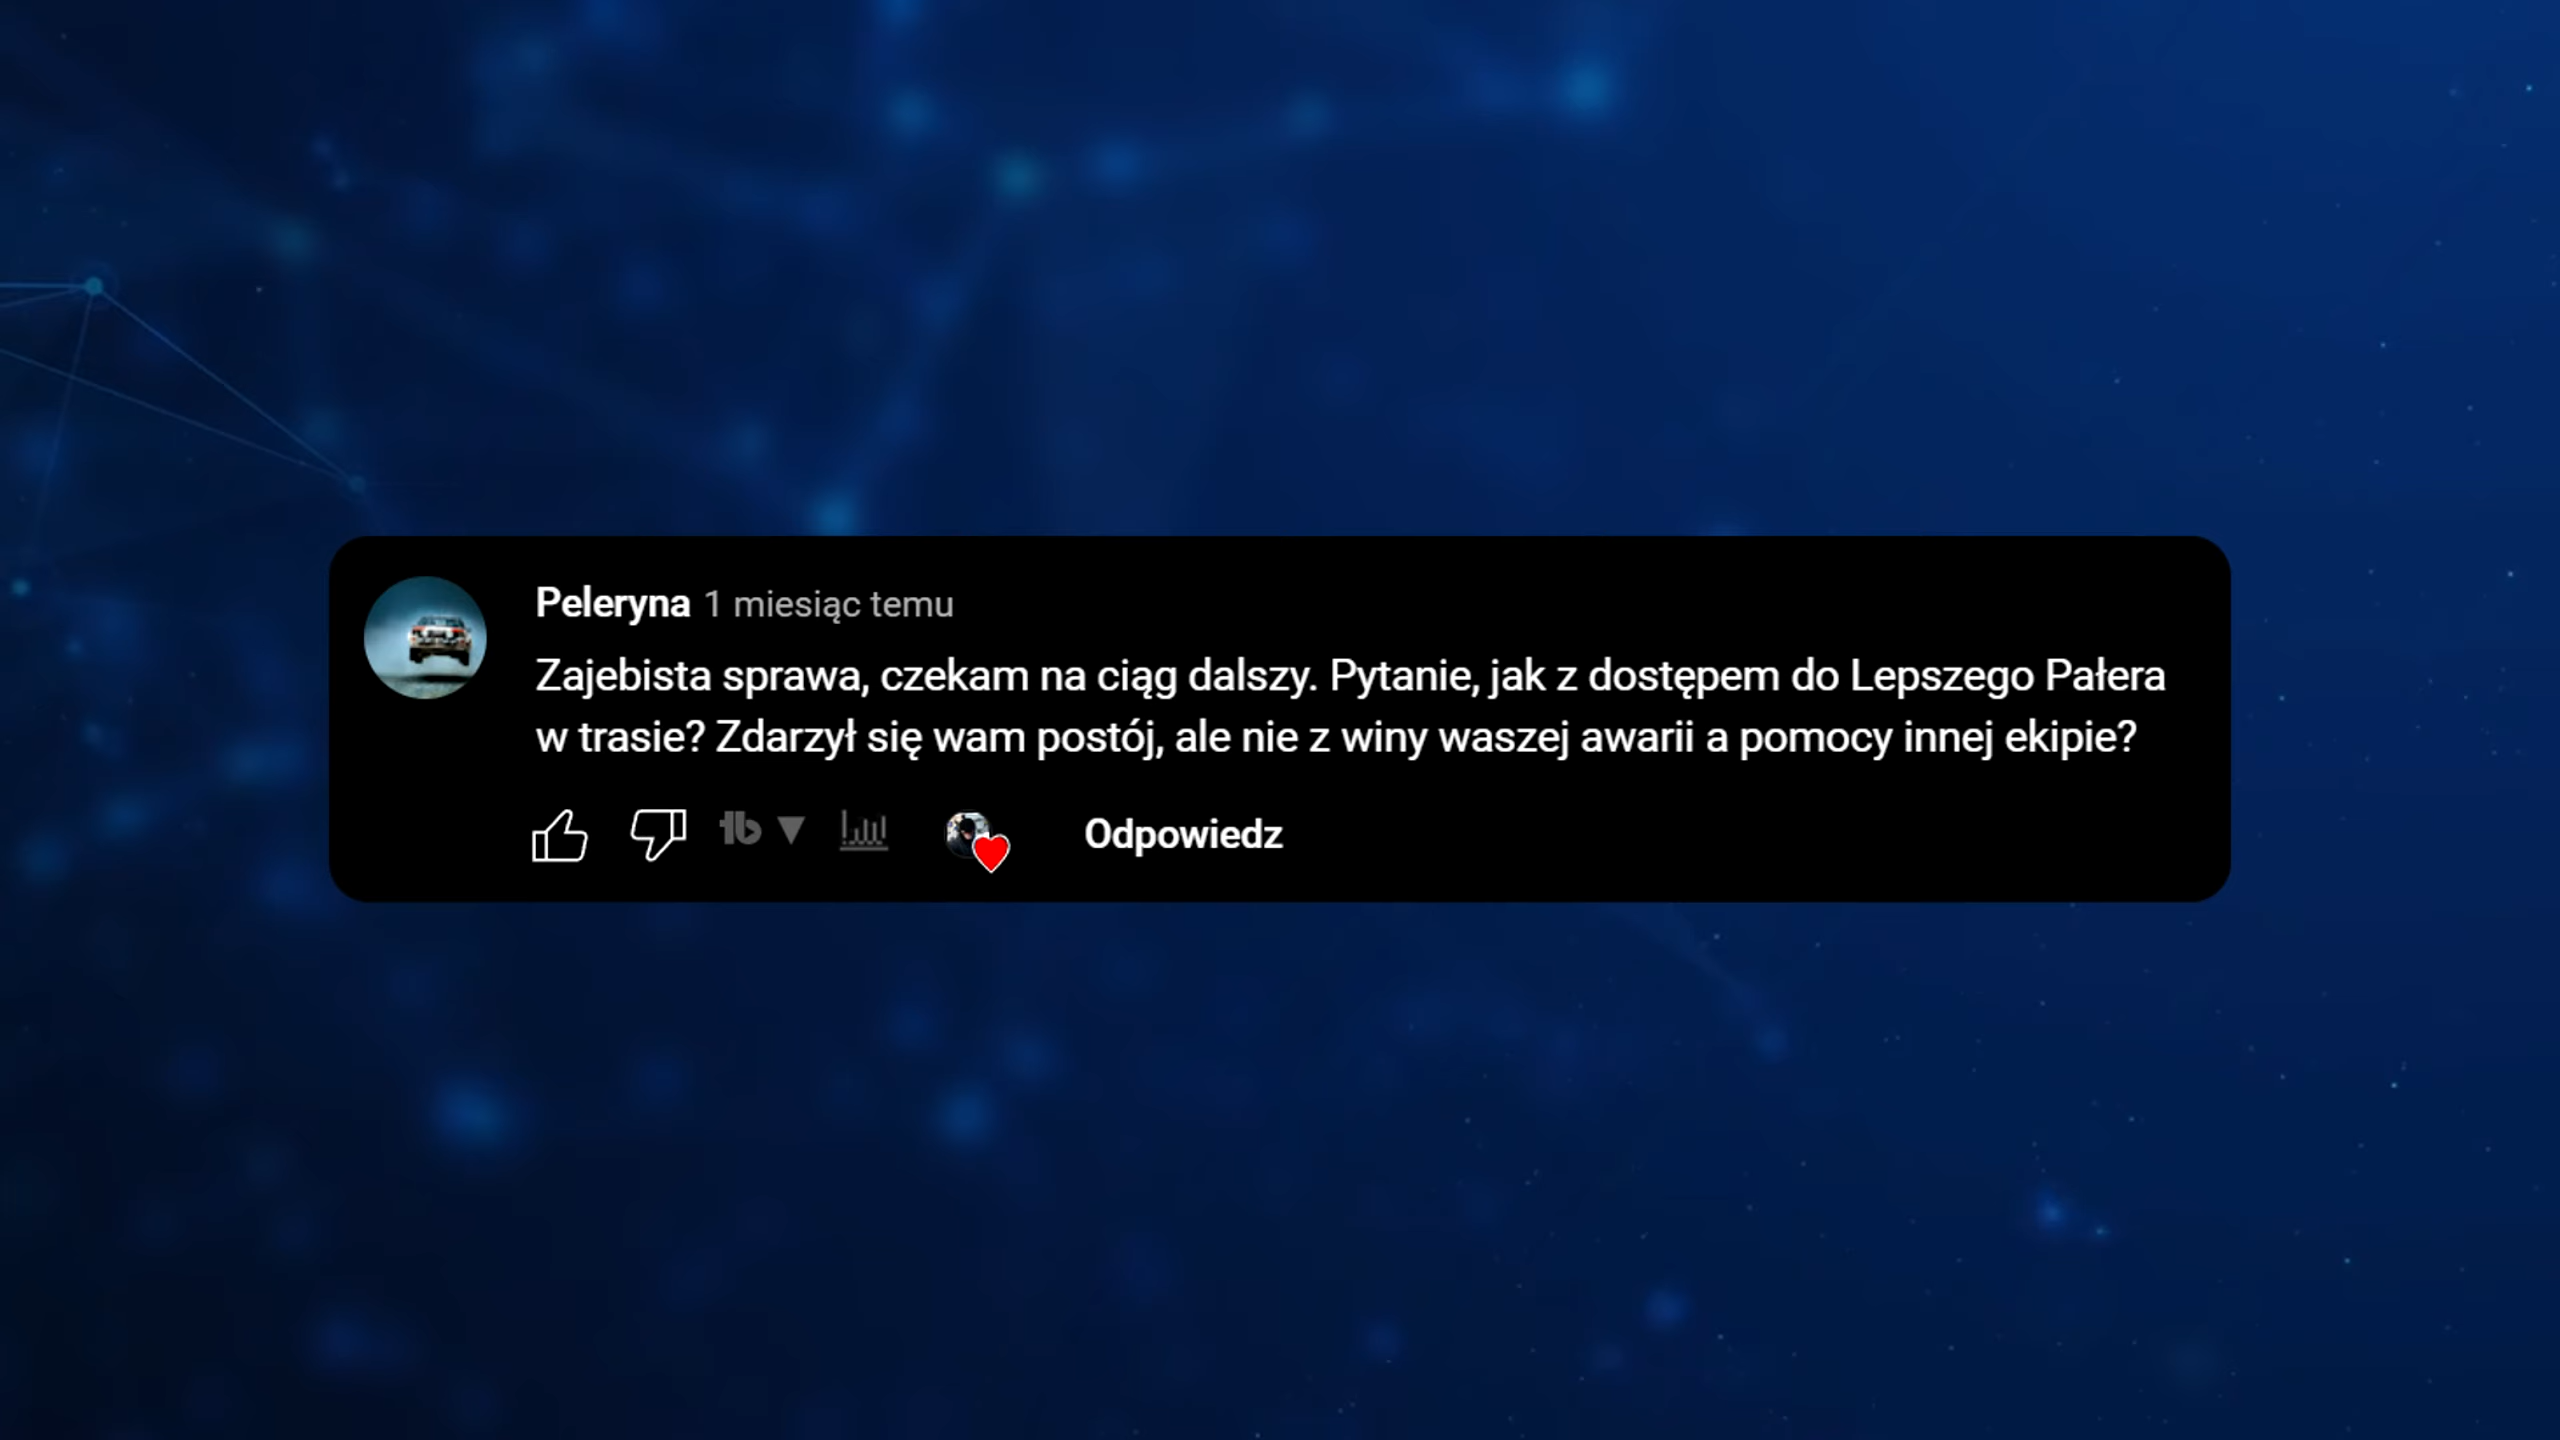 Peleryna 1 miesiąc temu
Zajebista sprawa, czekam na ciąg dalszy. Pytanie, jak z dostępem do Lepszego Pałera
w trasie? Zdarzył się wam postój, ale nie z winy waszej awarii a pomocy innej ekipie?
tb
Odpowiedz